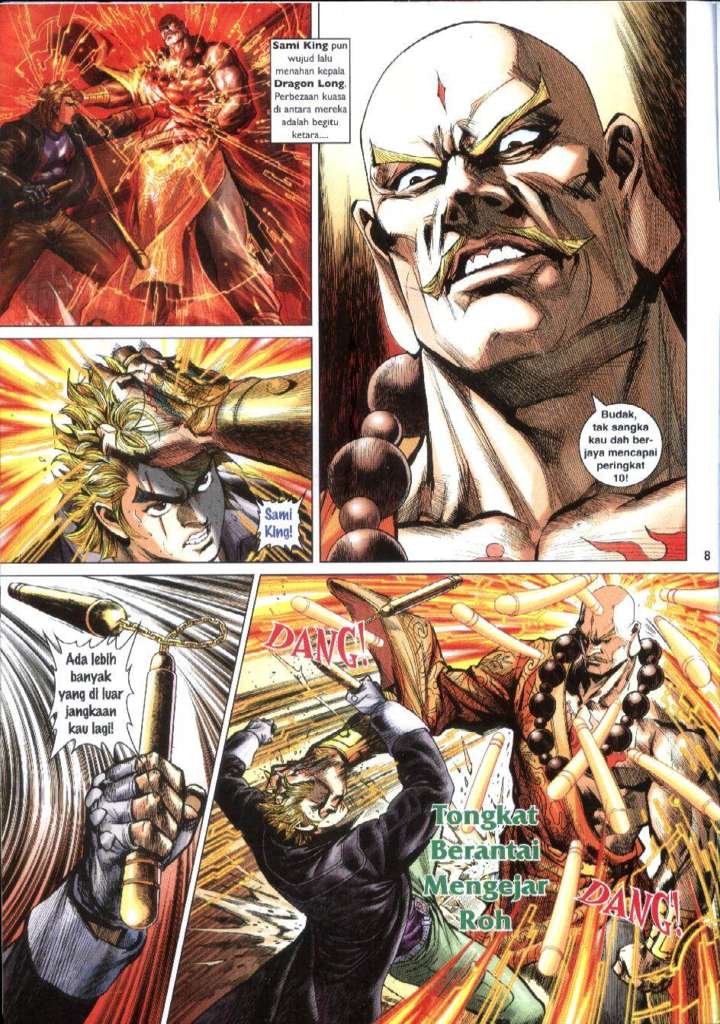 Sami King pun
wujud lalu
menahan kepala
Dragon Long.
Perbezaan kuasa
di antara mereka
adalah begitu
ketara....
Budak,
tak sangka
kau dah ber-
jaya mencapai
peringkat
10!
Sami
King!
8
Ada lebih
banyak
yang di luar
jangkaan
kau lagi!
DANG!
Tongkat
Berantai
Mengejar
Roh
DANG!